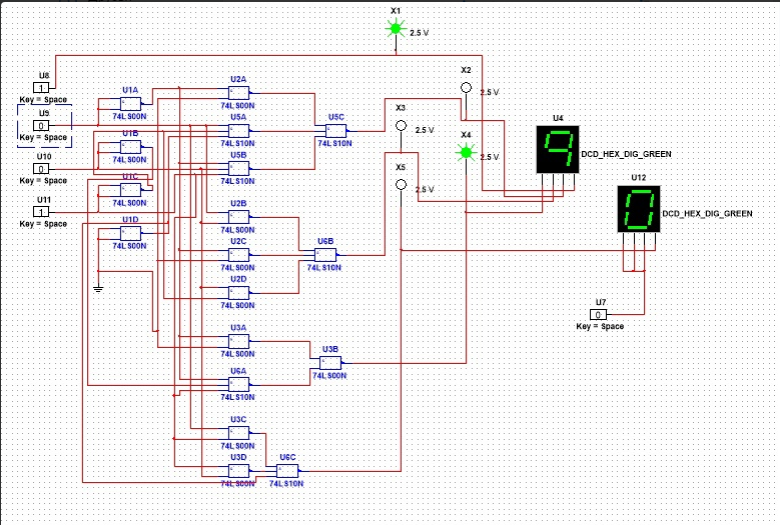 X1
2.5 V
U8
1
Key = Space
U9
0
Key = Space
U10
0
Key = Space
U11
1
Key = Space
U1A
74LS00N
U1B
74LS00N
U1C
74LS00N
U1D
74LS00N
U2A
74LS00N
U5A
74LS10N
U5B
74LS10N
U5C
74LS10N
U2B
74LS00N
U2C
74LS00N
U2D
74LS00N
U6B
74LS10N
U3A
74LS00N
U6A
74LS10N
U3B
74LS00N
U3C
74LS00N
U3D
74LS00N
U6C
74LS10N
X2
2.5 V
X3
2.5 V
X4
2.5 V
X5
2.5 V
U4
9
DCD_HEX_DIG_GREEN
U12
0
DCD_HEX_DIG_GREEN
U7
0
Key = Space